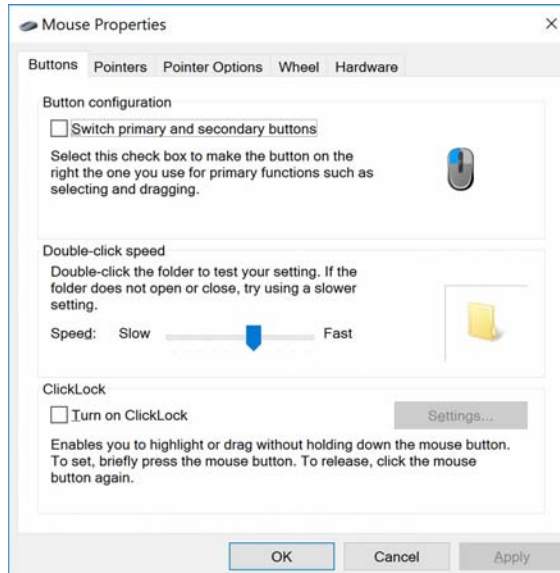 Mouse Properties
Buttons Pointers Pointer Options Wheel Hardware
Button configuration
Switch primary and secondary buttons
Select this check box to make the button on the
right the one you use for primary functions such as
selecting and dragging.
Double-click speed
Double-click the folder to test your setting. If the
folder does not open or close, try using a slower
setting.
Speed: Slow Fast
ClickLock
Turn on ClickLock Settings...
Enables you to highlight or drag without holding down the mouse button.
To set, briefly press the mouse button. To release, click the mouse
button again.
OK Cancel Apply